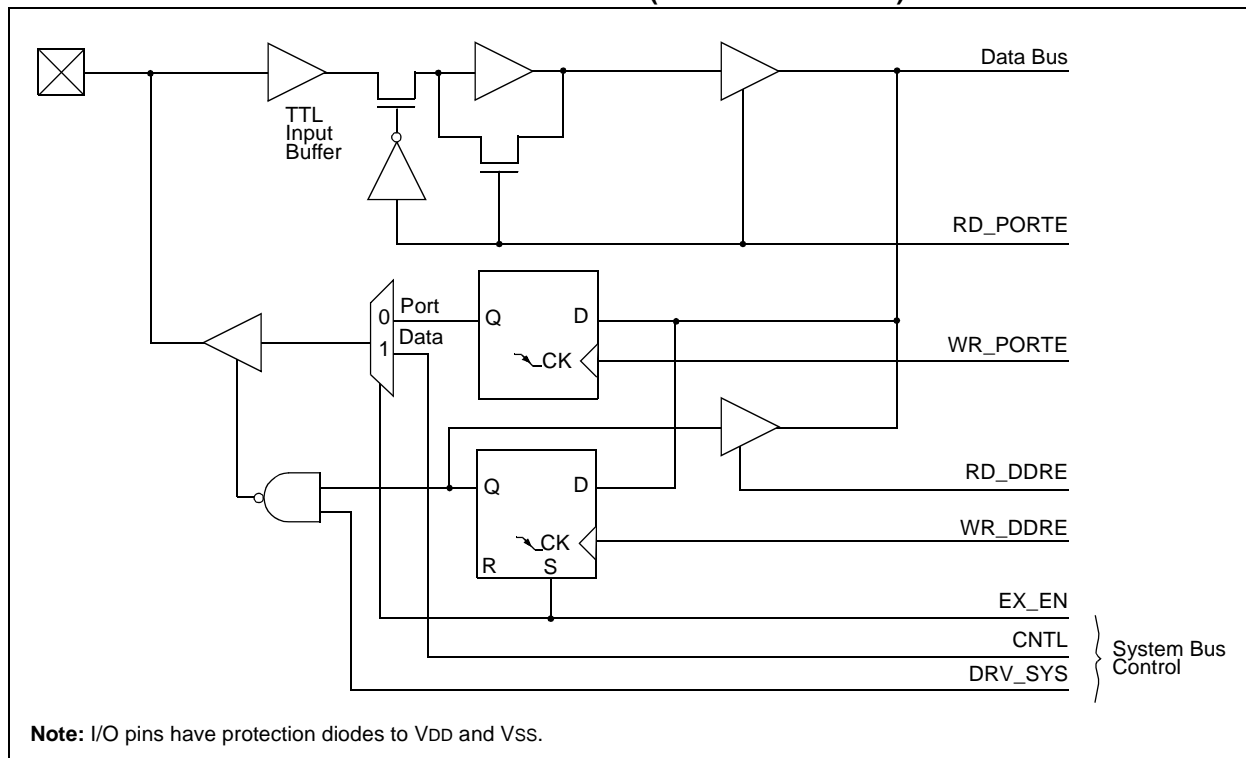 Data Bus
TTL
Input
Buffer
RD_PORTE
Port
0
Q
D
Data
1
CK
WR_PORTE
RD_DDRE
Q
D
WR_DDRE
CK
R
S
EX_EN
CNTL
System Bus
Control
DRV_SYS
Note: I/O pins have protection diodes to VDD and VSS.